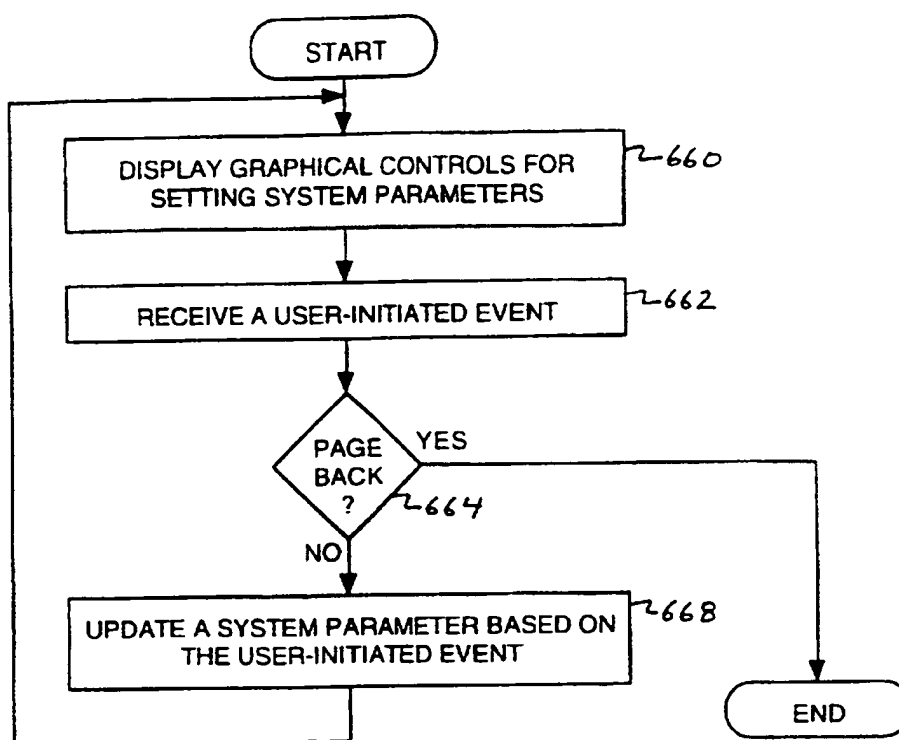 START
DISPLAY GRAPHICAL CONTROLS FOR
SETTING SYSTEM PARAMETERS
660
RECEIVE A USER-INITIATED EVENT
662
PAGE
BACK
?
YES
664
NO
UPDATE A SYSTEM PARAMETER BASED ON
THE USER-INITIATED EVENT
668
END